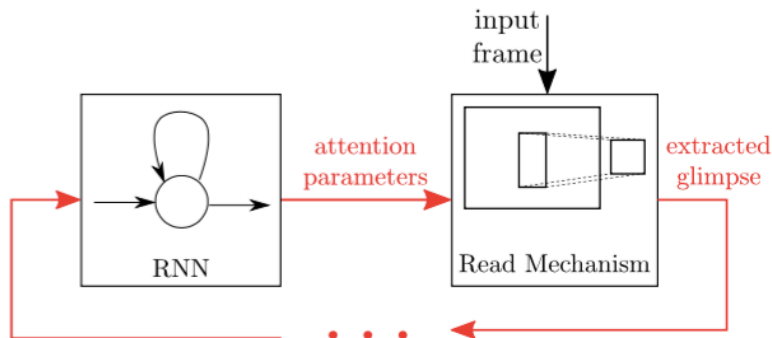 input
frame
attention
parameters
extracted
glimpse
RNN
Read Mechanism